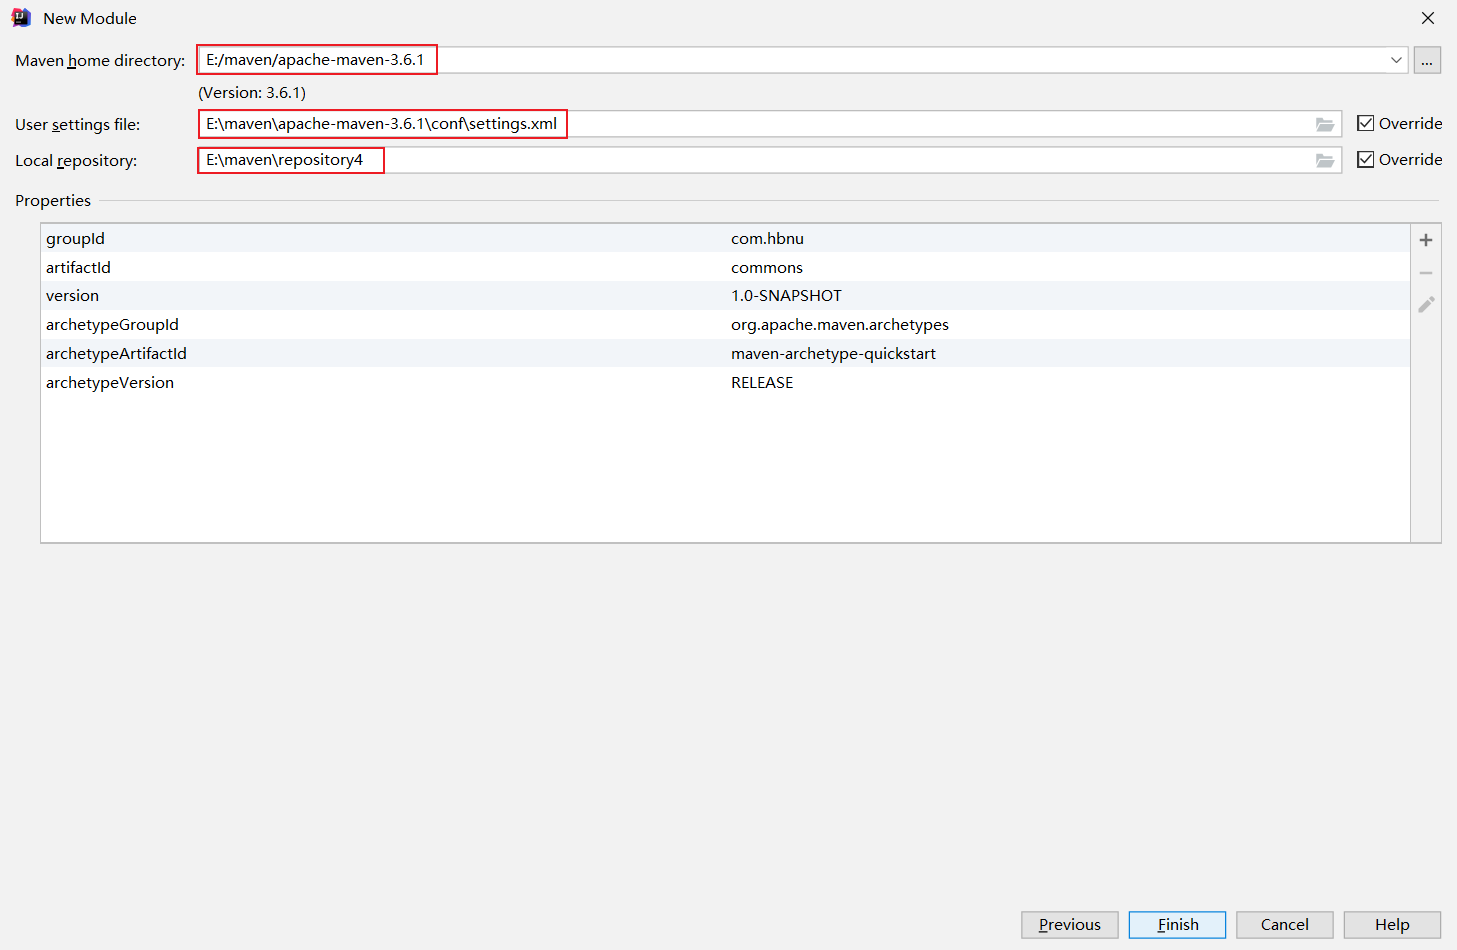 New Module
Maven home directory: E:/maven/apache-maven-3.6.1 ...
(Version: 3.6.1)
User settings file: E:\maven\apache-maven-3.6.1\conf\settings.xml Override
Local repository: E:\maven\repository4 Override
Properties
groupId com.hbnu
artifactId commons
version 1.0-SNAPSHOT
archetypeGroupId org.apache.maven.archetypes
archetypeArtifactId maven-archetype-quickstart
archetypeVersion RELEASE
Previous Finish Cancel Help